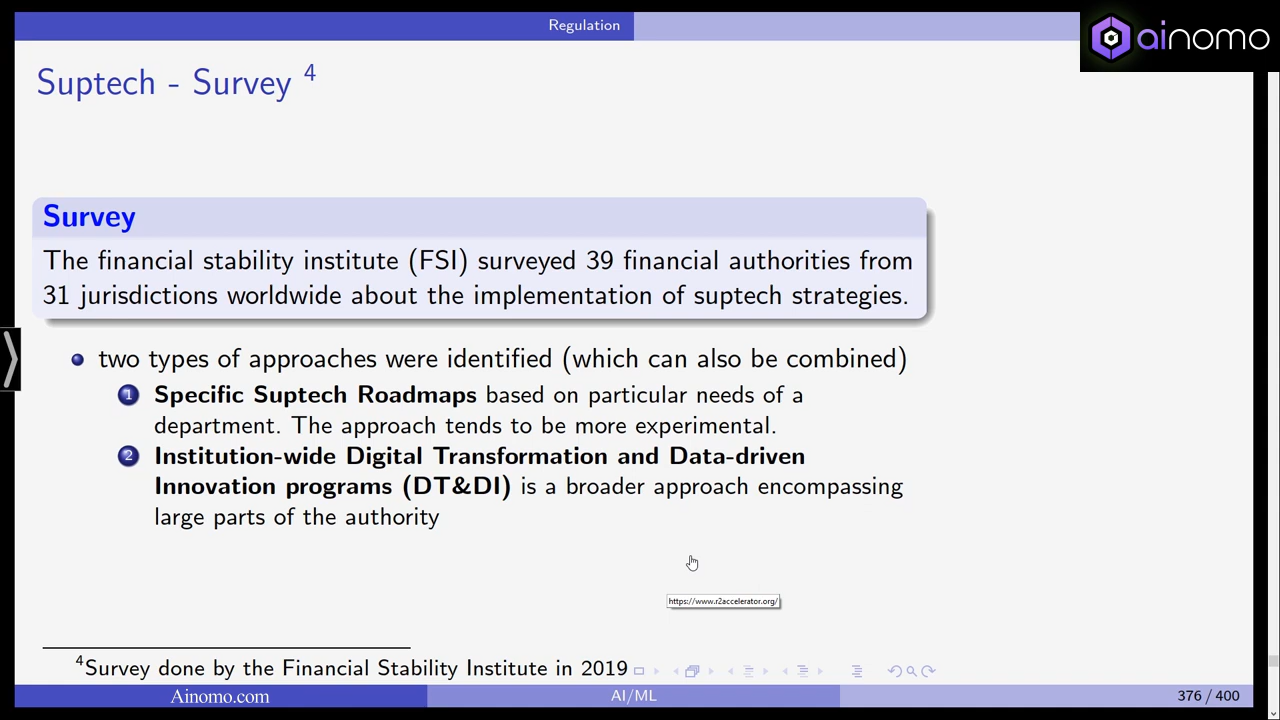 Regulation
ainomo
Suptech - Survey 4
Survey
The financial stability institute (FSI) surveyed 39 financial authorities from
31 jurisdictions worldwide about the implementation of suptech strategies.
two types of approaches were identified (which can also be combined)
1 Specific Suptech Roadmaps based on particular needs of a
department. The approach tends to be more experimental.
2 Institution-wide Digital Transformation and Data-driven
Innovation programs (DT&DI) is a broader approach encompassing
large parts of the authority
https://www.r2accelerator.org/
4Survey done by the Financial Stability Institute in 2019
Ainomo.com
AI/ML
376 / 400